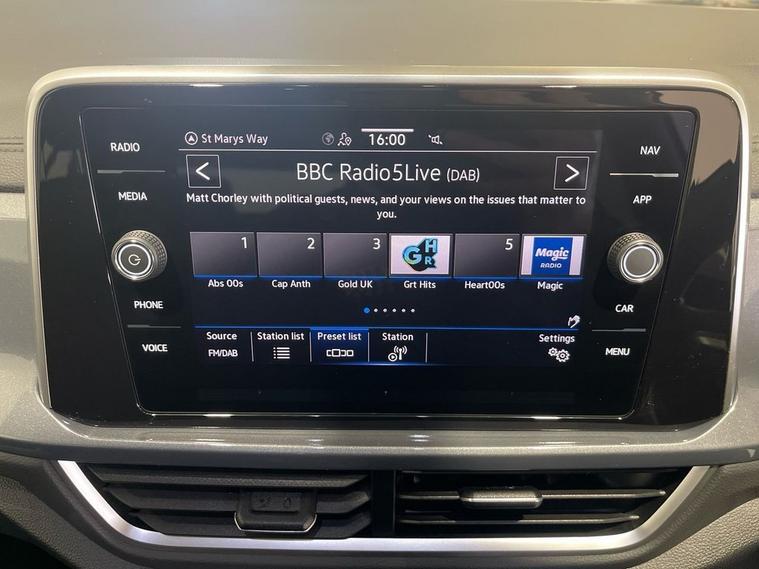 RADIO
MEDIA
PHONE
VOICE
St Marys Way
16:00
BBC Radio5Live (DAB)
Matt Chorley with political guests, news, and your views on the issues that matter to
you.
1 2 3 5
GHR
Magic
RADIO
Abs 00s Cap Anth Gold UK Grt Hits Heart00s Magic
Source Station list Preset list Station Settings
FM/DAB
NAV
APP
CAR
MENU